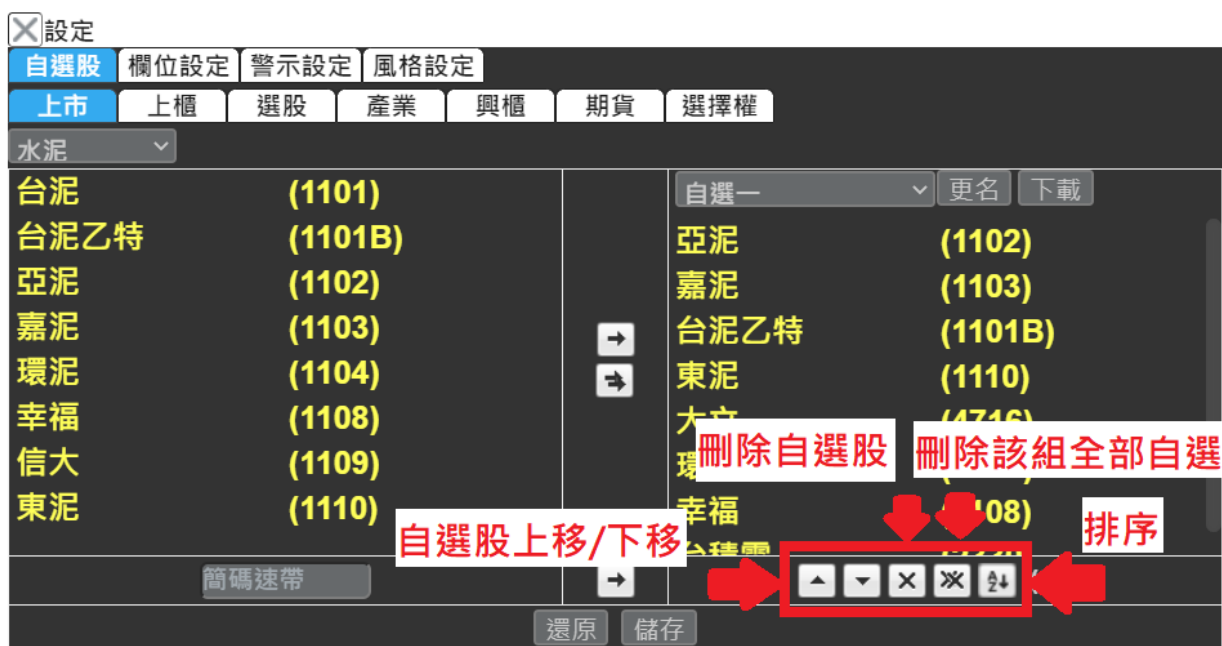 設定
自選股 欄位設定 警示設定 風格設定
上市 上櫃 選股 產業 興櫃 期貨 選擇權
水泥
台泥 (1101)
台泥乙特 (1101B)
亞泥 (1102)
嘉泥 (1103)
環泥 (1104)
幸福 (1108)
信大 (1109)
東泥 (1110)
簡碼速帶
自選一 更名 下載
亞泥 (1102)
嘉泥 (1103)
台泥乙特 (1101B)
東泥 (1110)
刪除自選股 刪除該組全部自選
幸福
自選股上移/下移
排序
還原 儲存